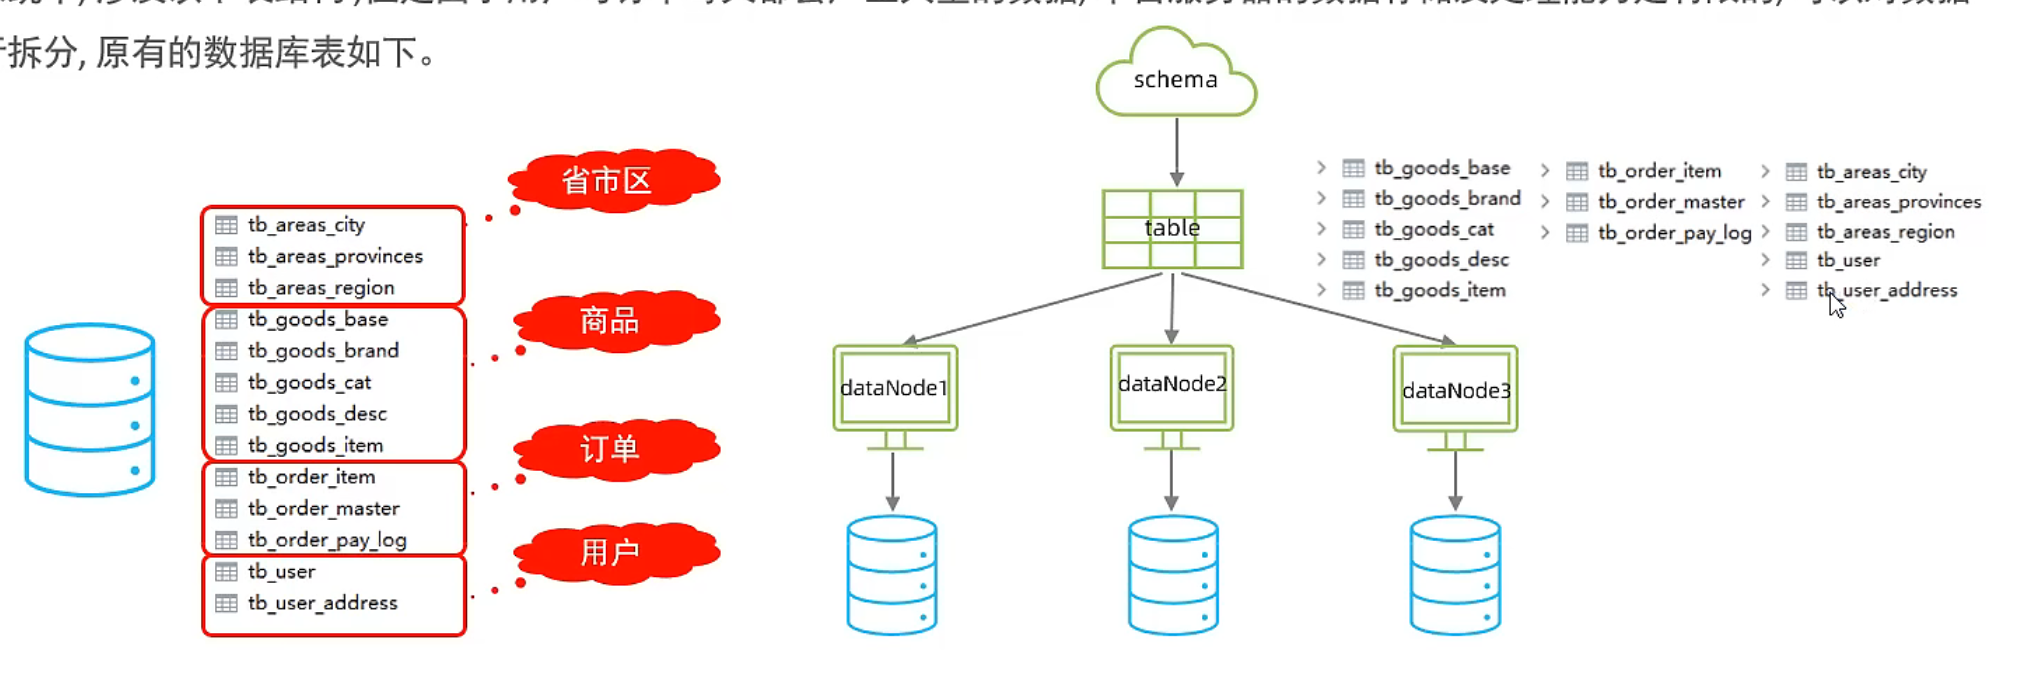 拆分, 原有的数据库表如下。
schema
table
tb_areas_city
tb_areas_provinces
tb_areas_region
tb_goods_base
tb_goods_brand
tb_goods_cat
tb_goods_desc
tb_goods_item
tb_order_item
tb_order_master
tb_order_pay_log
tb_user
tb_user_address
省市区
商品
订单
用户
tb_goods_base
tb_goods_brand
tb_goods_cat
tb_goods_desc
tb_goods_item
tb_order_item
tb_order_master
tb_order_pay_log
tb_areas_city
tb_areas_provinces
tb_areas_region
tb_user
tb_user_address
dataNode1
dataNode2
dataNode3